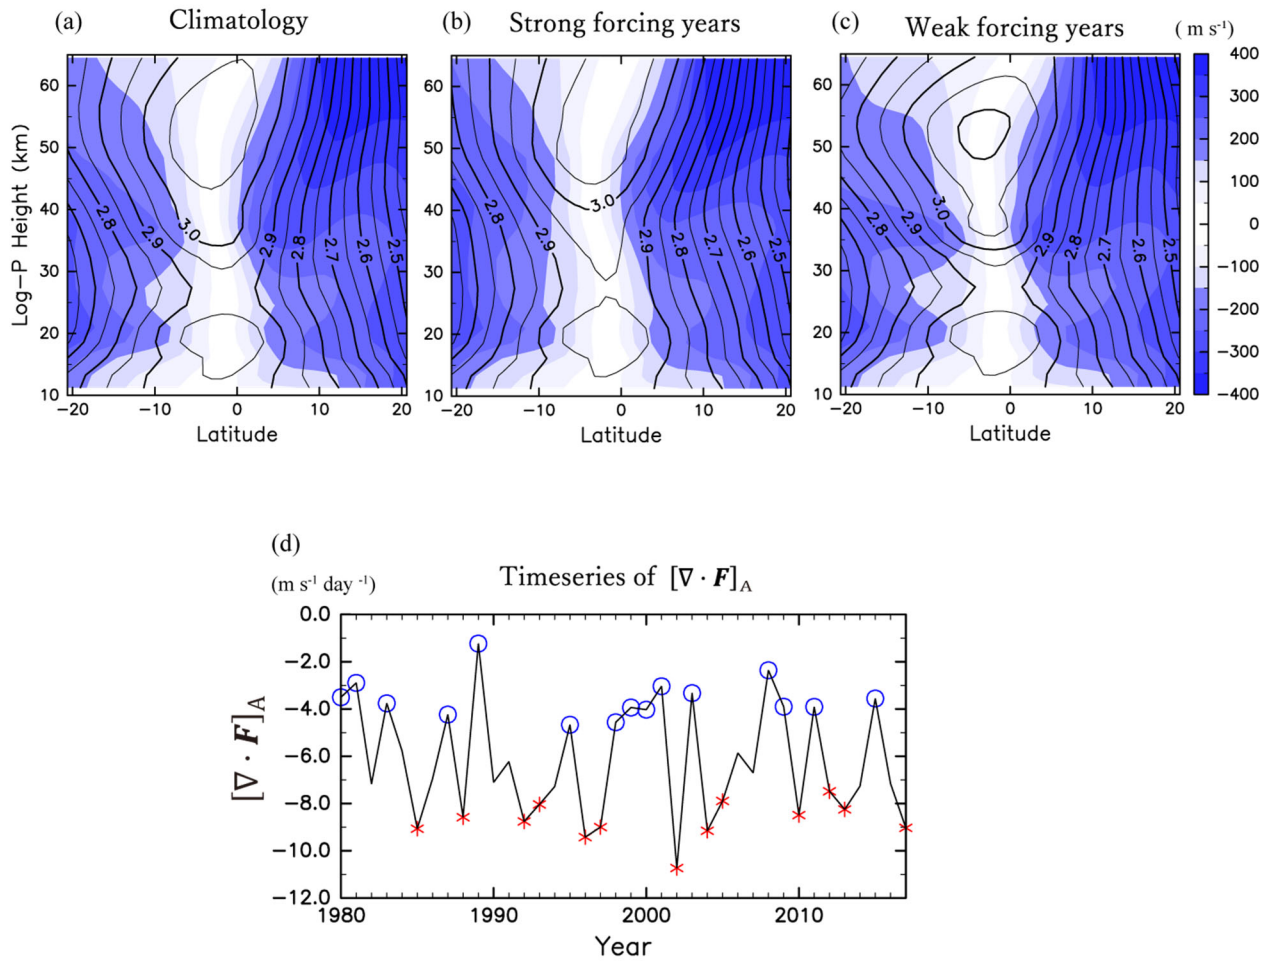 (a) Climatology
(b) Strong forcing years
(c) Weak forcing years
( m s⁻¹)
Log−P Height (km)
60
50
40
30
20
10
−20 −10 0 10 20
Latitude
2.8 2.9 3.0 2.9 2.8 2.7 2.6 2.5
60
50
40
30
20
10
−20 −10 0 10 20
Latitude
2.8 2.9 3.0 2.9 2.8 2.7 2.6 2.5
60
50
40
30
20
10
−20 −10 0 10 20
Latitude
2.8 2.9 3.0 2.9 2.8 2.7 2.6 2.5
400
300
200
100
0
−100
−200
−300
−400
(d)
(m s⁻¹ day ⁻¹)
Timeseries of [∇ · F]A
[∇ · F]A
0.0
−2.0
−4.0
−6.0
−8.0
−10.0
−12.0
1980 1990 2000 2010
Year